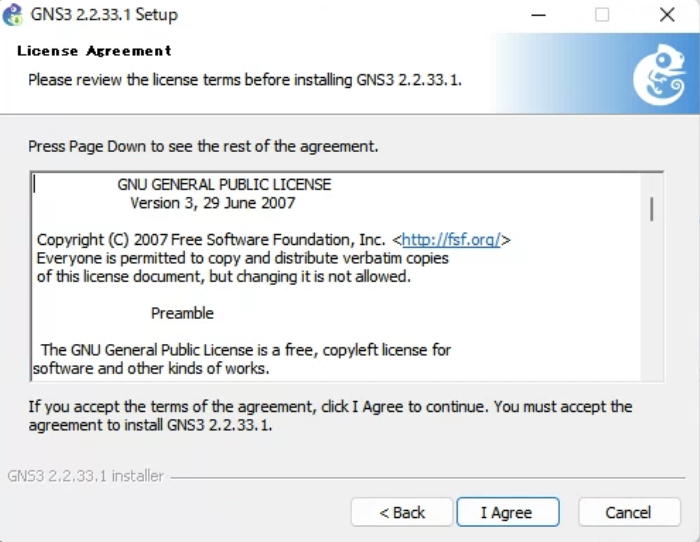 GNS3 2.2.33.1 Setup
License Agreement
Please review the license terms before installing GNS3 2.2.33.1.
Press Page Down to see the rest of the agreement.
GNU GENERAL PUBLIC LICENSE
Version 3, 29 June 2007
Copyright (C) 2007 Free Software Foundation, Inc. <http://fsf.org/>
Everyone is permitted to copy and distribute verbatim copies
of this license document, but changing it is not allowed.
Preamble
The GNU General Public License is a free, copyleft license for
software and other kinds of works.
If you accept the terms of the agreement, click I Agree to continue. You must accept the
agreement to install GNS3 2.2.33.1.
GNS3 2.2.33.1 installer
< Back
I Agree
Cancel